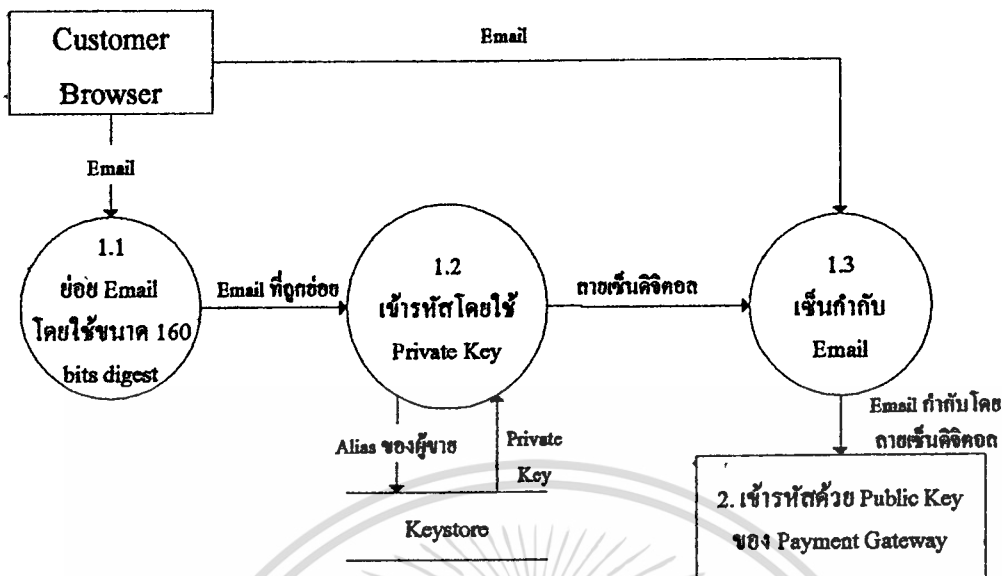 Customer
Browser
Email
Email
1.1
ย่อย Email
โดยใช้ขนาด 160
bits digest
Email ที่ถูกย่อย
1.2
เข้ารหัสโดยใช้
Private Key
ลายเซ็นดิจิตอล
1.3
เซ็นกำกับ
Email
Alias ของผู้ขาย
Private
Key
Keystore
Email กำกับโดย
ลายเซ็นดิจิตอล
2. เข้ารหัสด้วย Public Key
ของ Payment Gateway